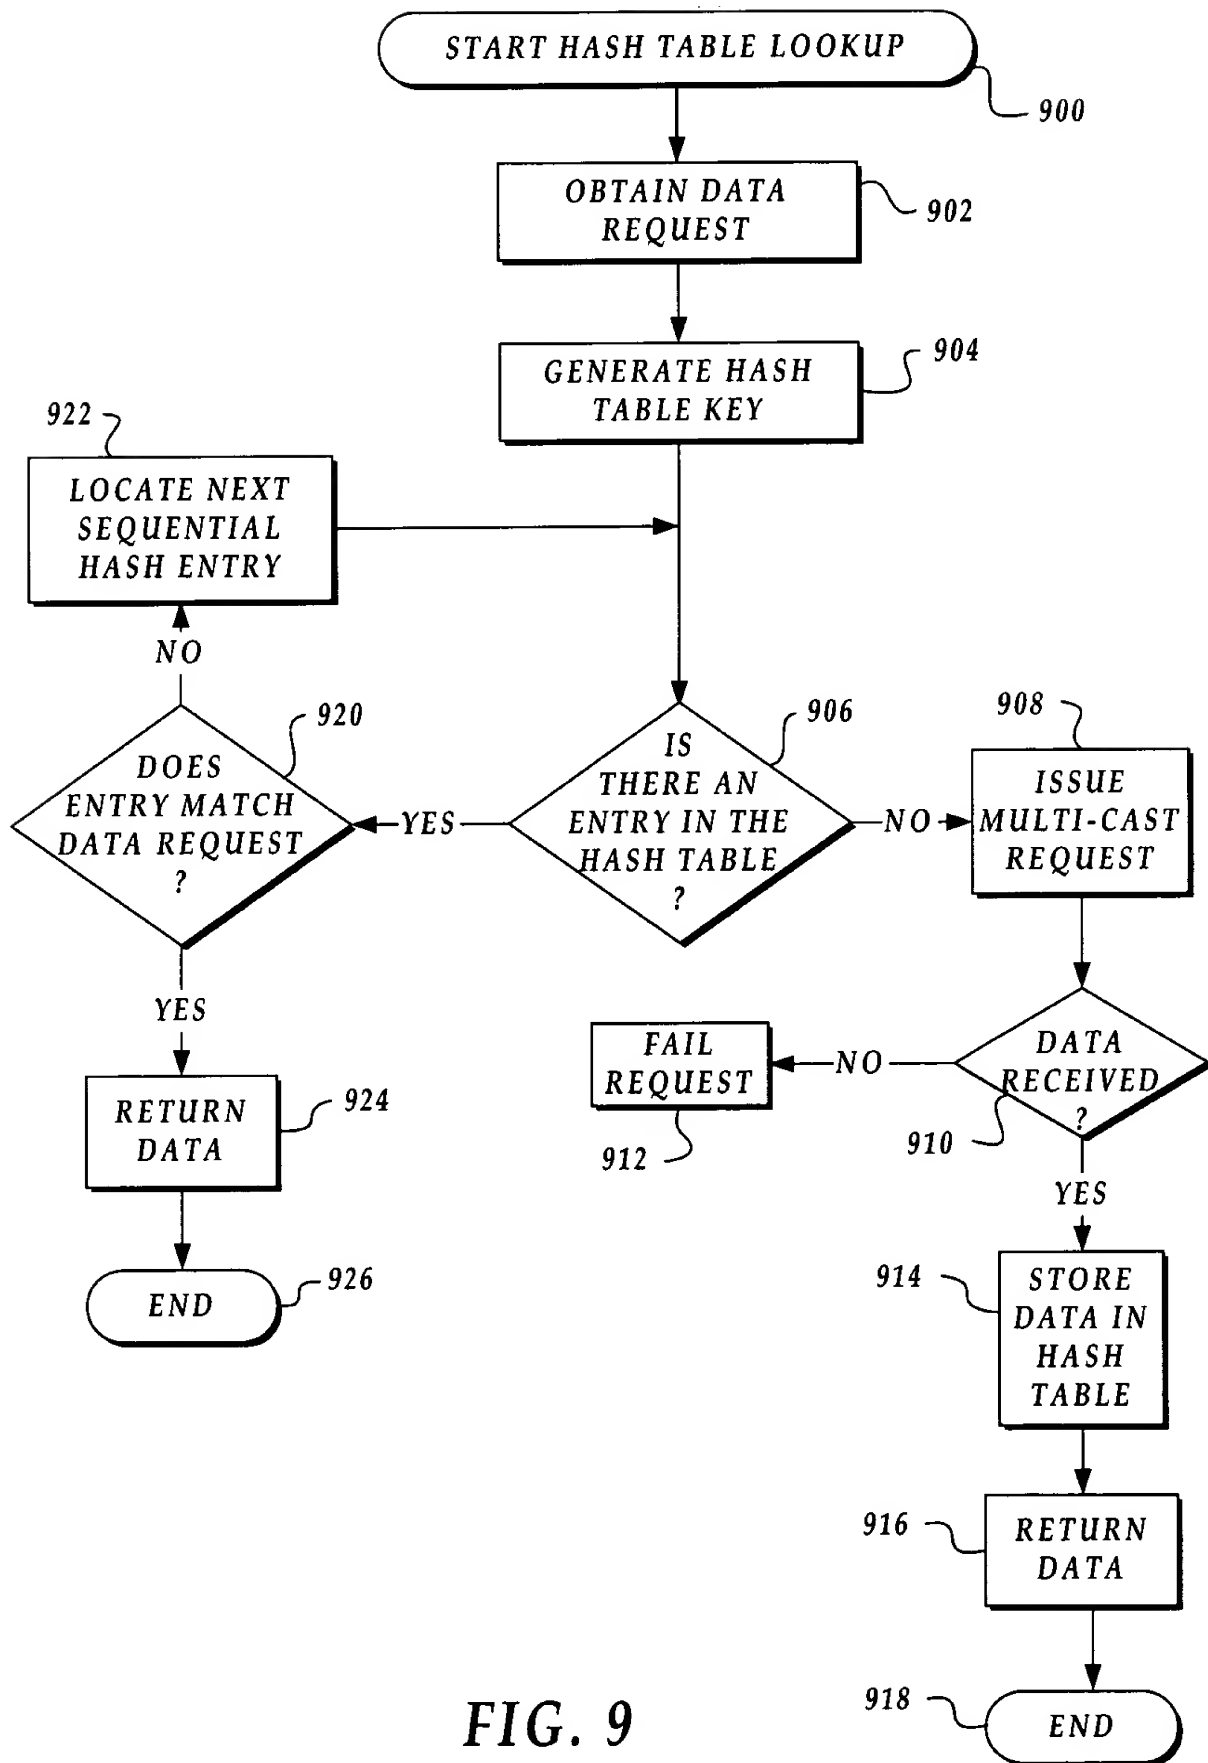 START HASH TABLE LOOKUP
900
OBTAIN DATA
REQUEST
902
GENERATE HASH
TABLE KEY
904
922
LOCATE NEXT
SEQUENTIAL
HASH ENTRY
NO
920
DOES
ENTRY MATCH
DATA REQUEST
?
YES
906
IS
THERE AN
ENTRY IN THE
HASH TABLE
?
NO
908
ISSUE
MULTI-CAST
REQUEST
YES
RETURN
DATA
924
END
926
FAIL
REQUEST
912
NO
DATA
RECEIVED
?
910
YES
914
STORE
DATA IN
HASH
TABLE
916
RETURN
DATA
918
END
FIG. 9